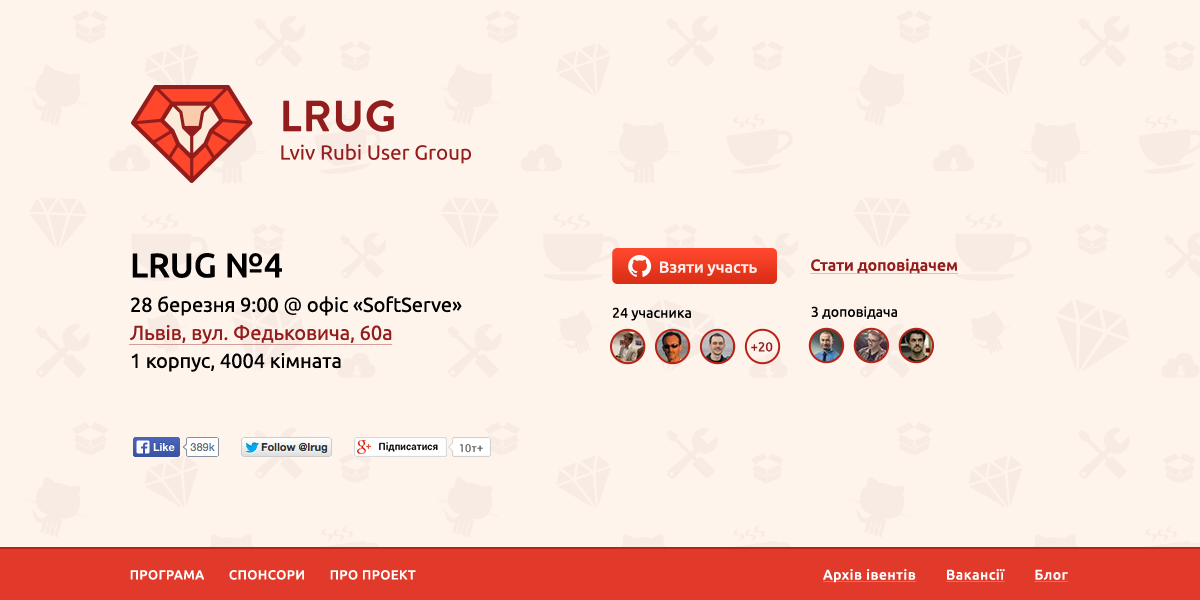 LRUG
Lviv Rubi User Group
LRUG №4
28 березня 9:00 @ офіс «SoftServe»
Львів, вул. Федьковича, 60а
1 корпус, 4004 кімната
Взяти участь
Стати доповідачем
24 учасника
3 доповідача
+20
Like 389k
Follow @lrug
g+ Підписатися 10т+
ПРОГРАМА СПОНСОРИ ПРО ПРОЕКТ
Архів івентів Вакансії Блог